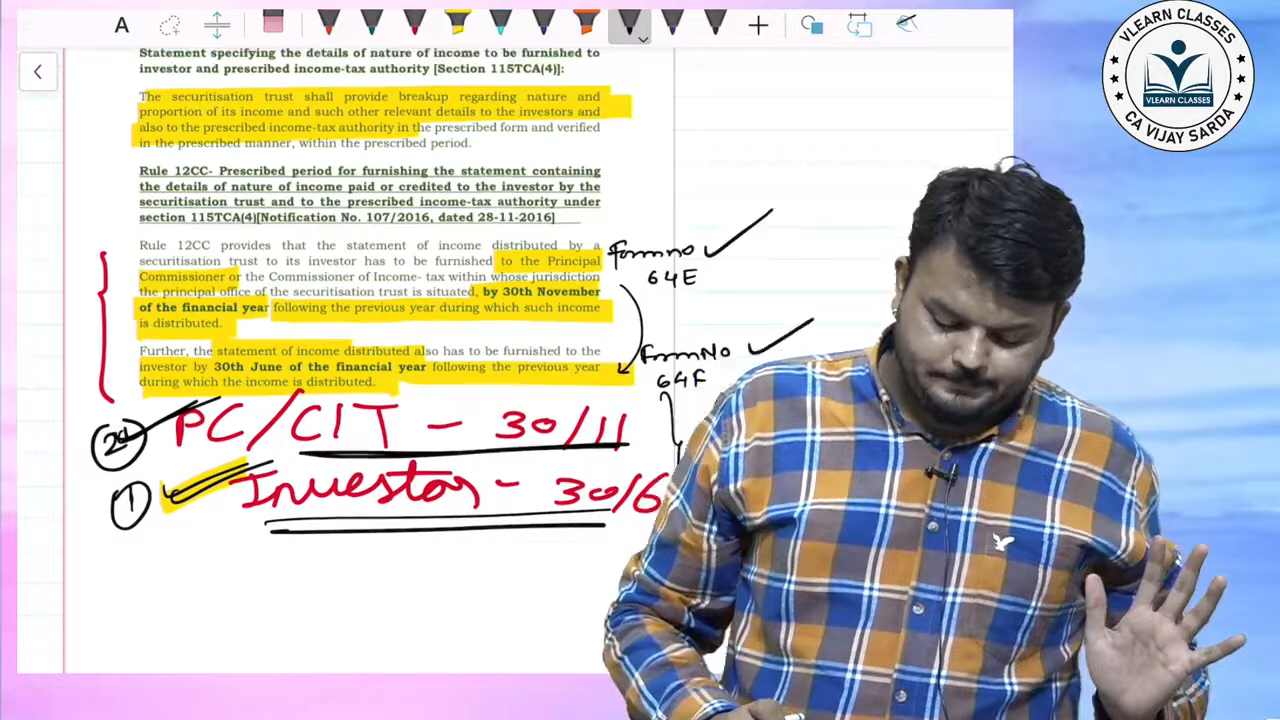 A
Statement specifying the details of nature of income to be furnished to
investor and prescribed income-tax authority [Section 115TCA(4)]:
The securitisation trust shall provide breakup regarding nature and
proportion of its income and such other relevant details to the investors and
also to the prescribed income-tax authority in the prescribed form and verified
in the prescribed manner, within the prescribed period.
Rule 12CC- Prescribed period for furnishing the statement containing
the details of nature of income paid or credited to the investor by the
securitisation trust and to the prescribed income-tax authority under
section 115TCA(4)[Notification No. 107/2016, dated 28-11-2016]
Rule 12CC provides that the statement of income distributed by a
securitisation trust to its investor has to be furnished to the Principal
Commissioner or the Commissioner of Income- tax within whose jurisdiction
the principal office of the securitisation trust is situated, by 30th November
of the financial year following the previous year during which such income
is distributed.
Further, the statement of income distributed also has to be furnished to the
investor by 30th June of the financial year following the previous year
during which the income is distributed.
Form no
64E
Form No
64F
PC/CIT - 30/11
① Investor - 30/6
VLEARN CLASSES
VLEARN CLASSES
CA VIJAY SARDA